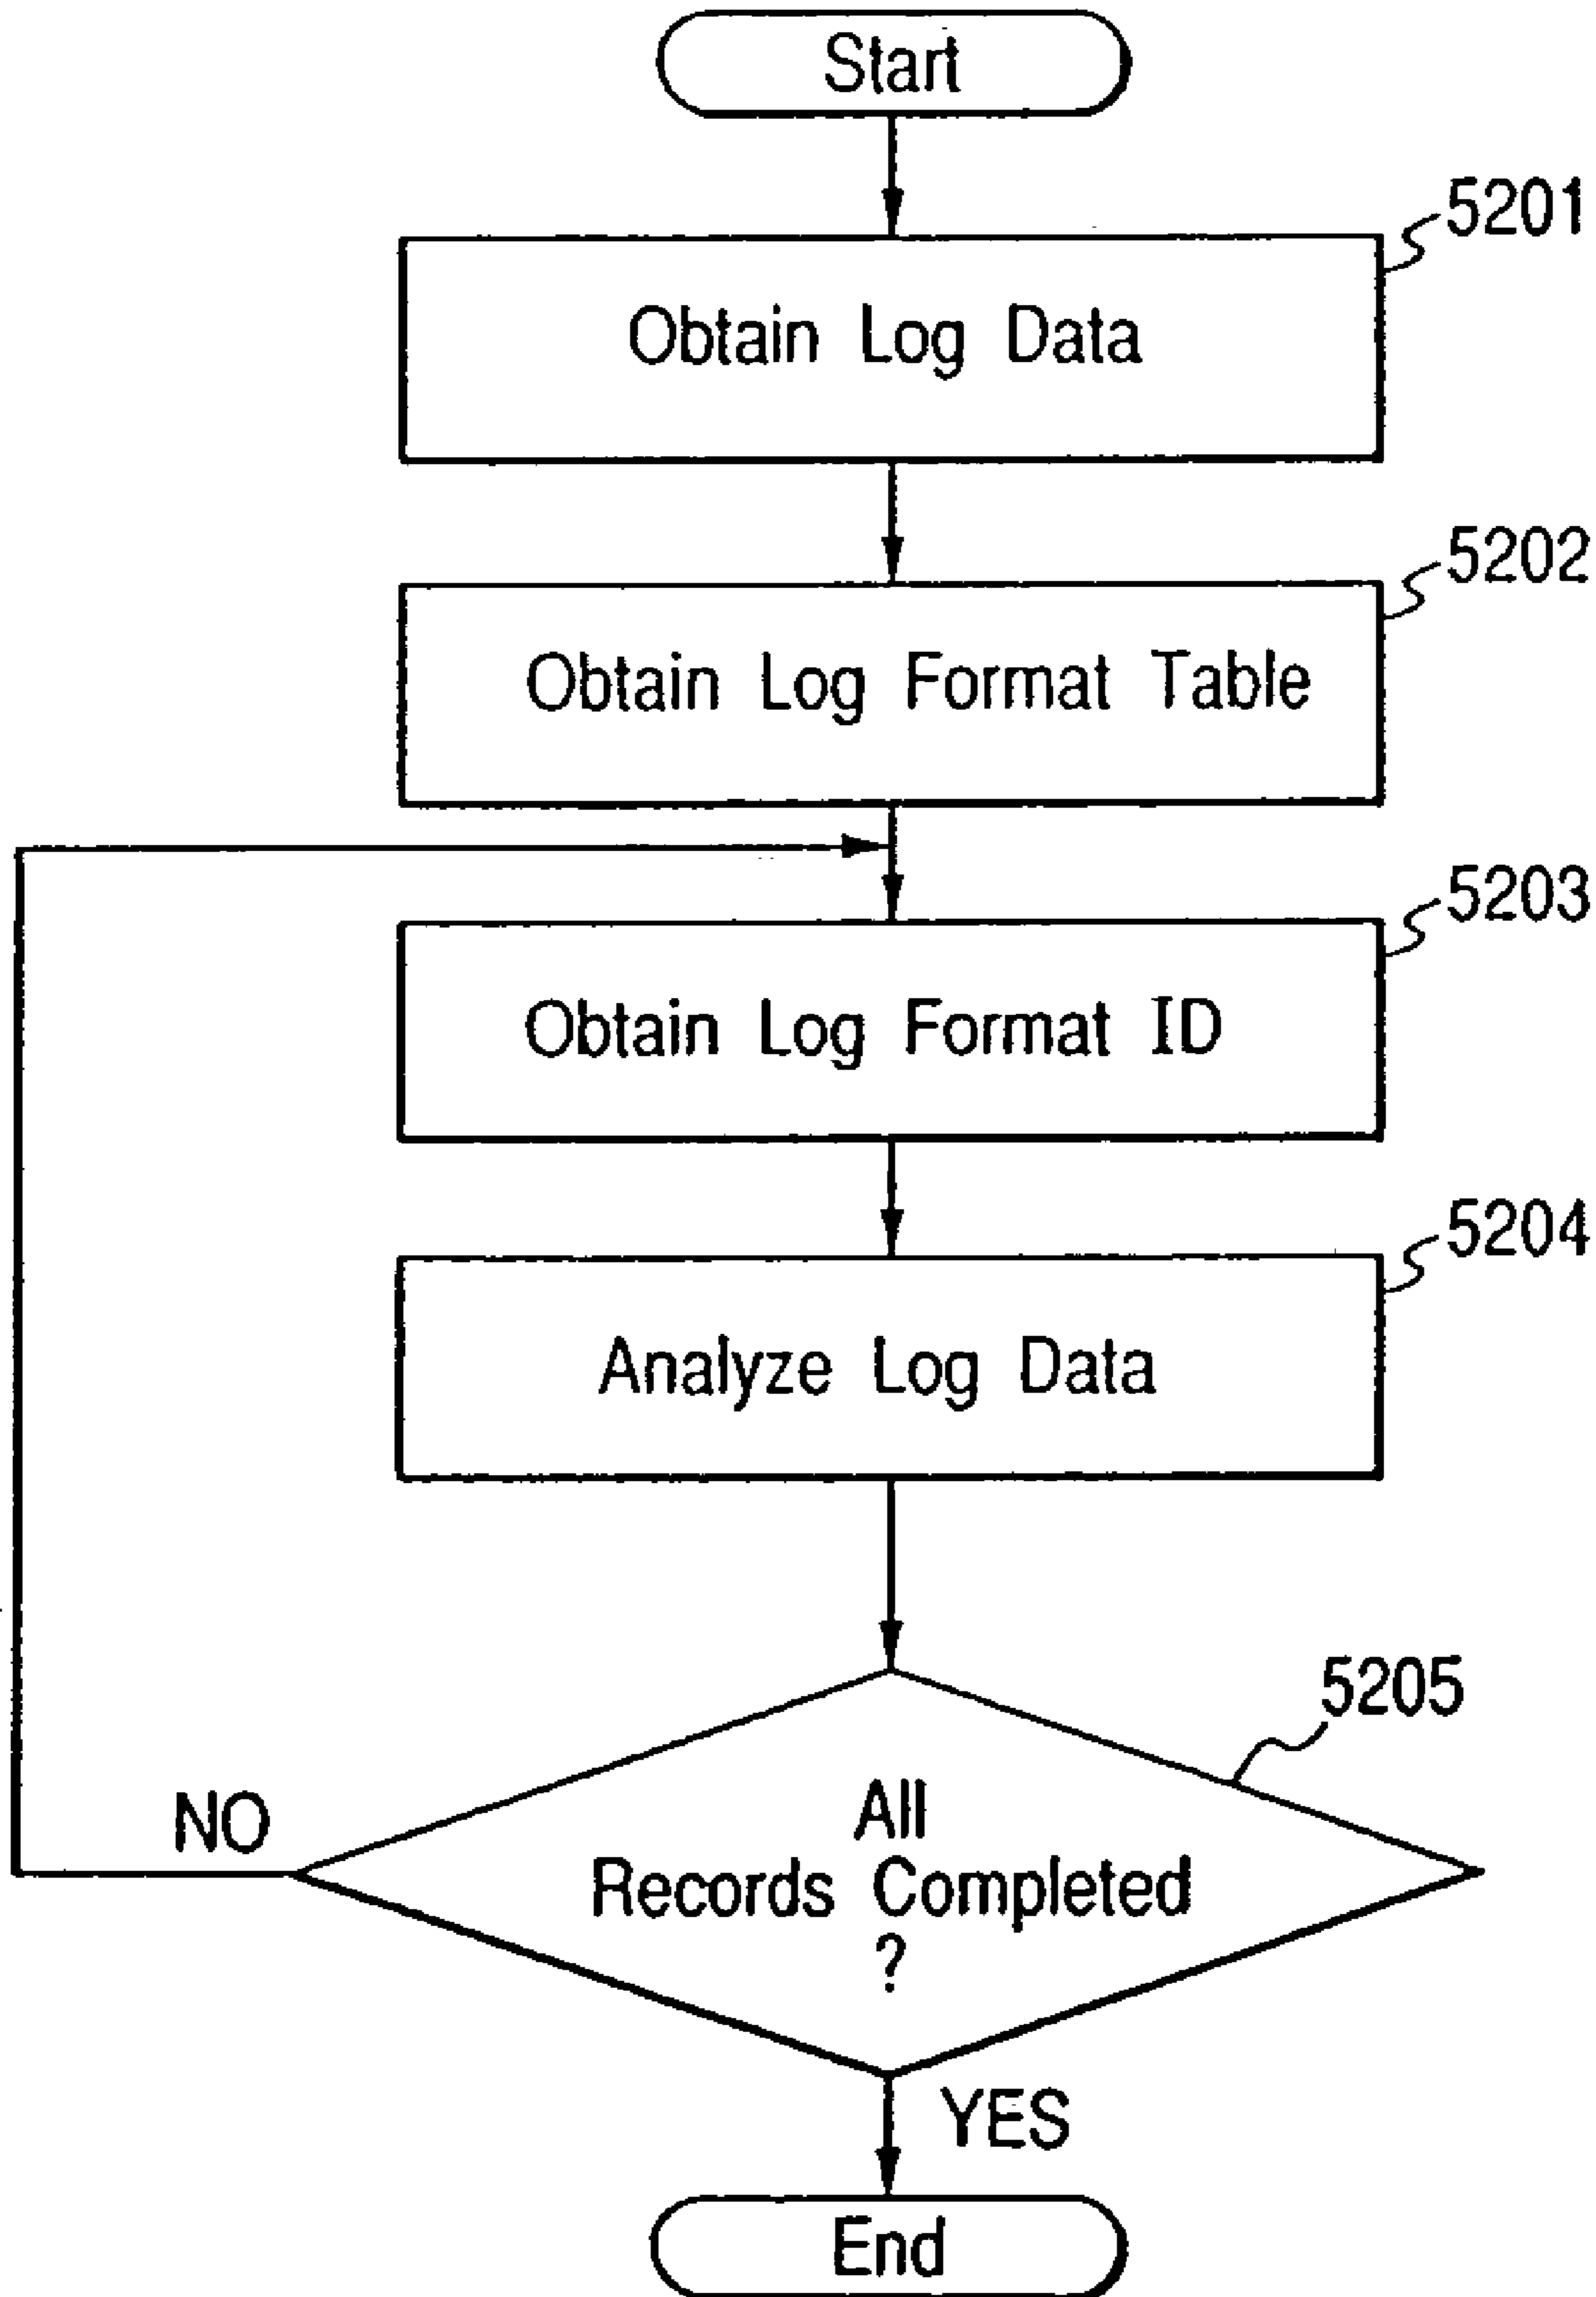 Start
5201
Obtain Log Data
5202
Obtain Log Format Table
5203
Obtain Log Format ID
5204
Analyze Log Data
5205
All
Records Completed
?
NO
YES
End